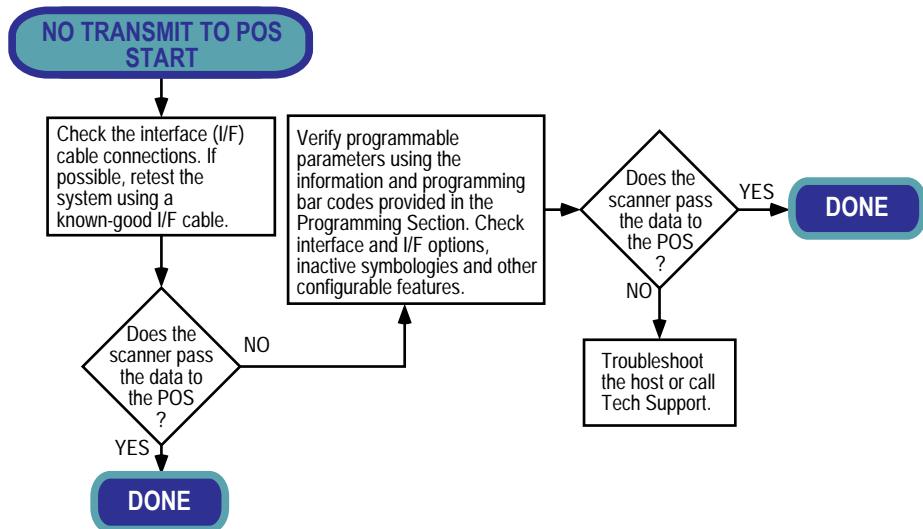 NO TRANSMIT TO POS
START
Check the interface (I/F)
cable connections. If
possible, retest the
system using a
known-good I/F cable.
Does the
scanner pass
the data to
the POS
?
NO
YES
DONE
Verify programmable
parameters using the
information and programming
bar codes provided in the
Programming Section. Check
interface and I/F options,
inactive symbologies and other
configurable features.
Does the
scanner pass
the data to
the POS
?
YES
DONE
NO
Troubleshoot
the host or call
Tech Support.